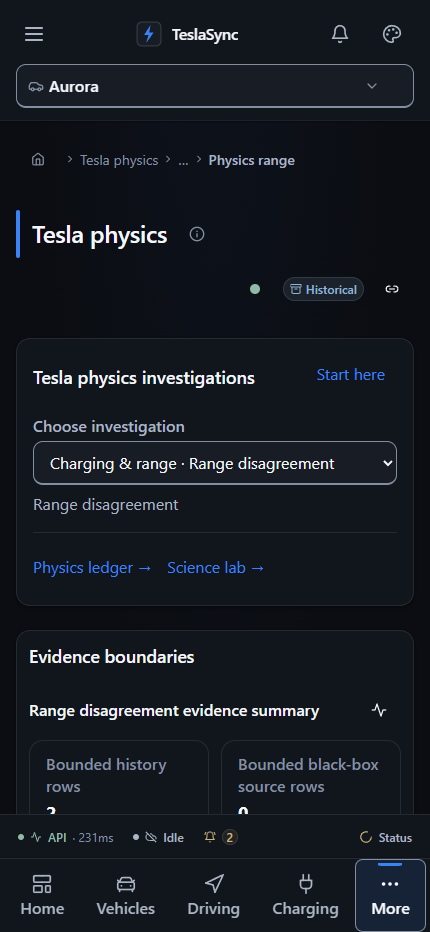 TeslaSync
Aurora
Tesla physics
...
Physics range
Tesla physics
Historical
Tesla physics investigations
Start here
Choose investigation
Charging & range · Range disagreement
Range disagreement
Physics ledger →
Science lab →
Evidence boundaries
Range disagreement evidence summary
Bounded history
rows
Bounded black-box
source rows
2
0
API · 231ms
Idle
2
Status
Home
Vehicles
Driving
Charging
More